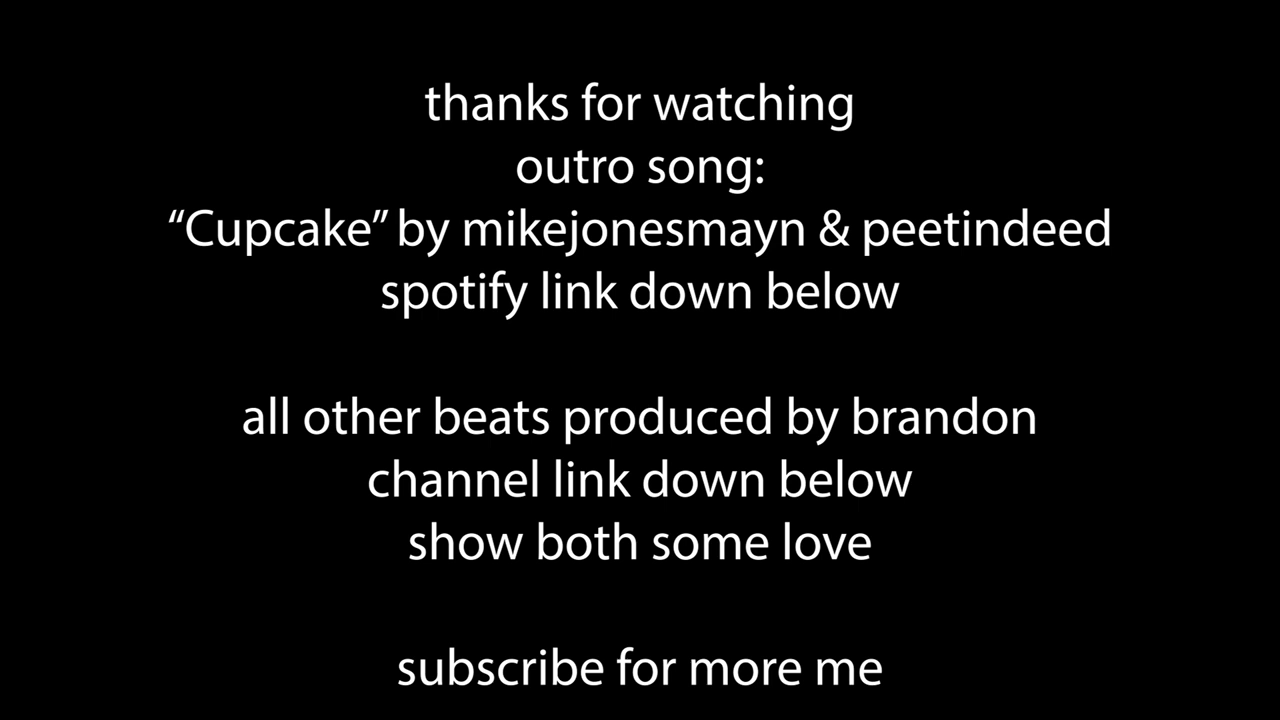 thanks for watching
outro song:
“Cupcake” by mikejonesmayn & peetindeed
spotify link down below
all other beats produced by brandon
channel link down below
show both some love
subscribe for more me